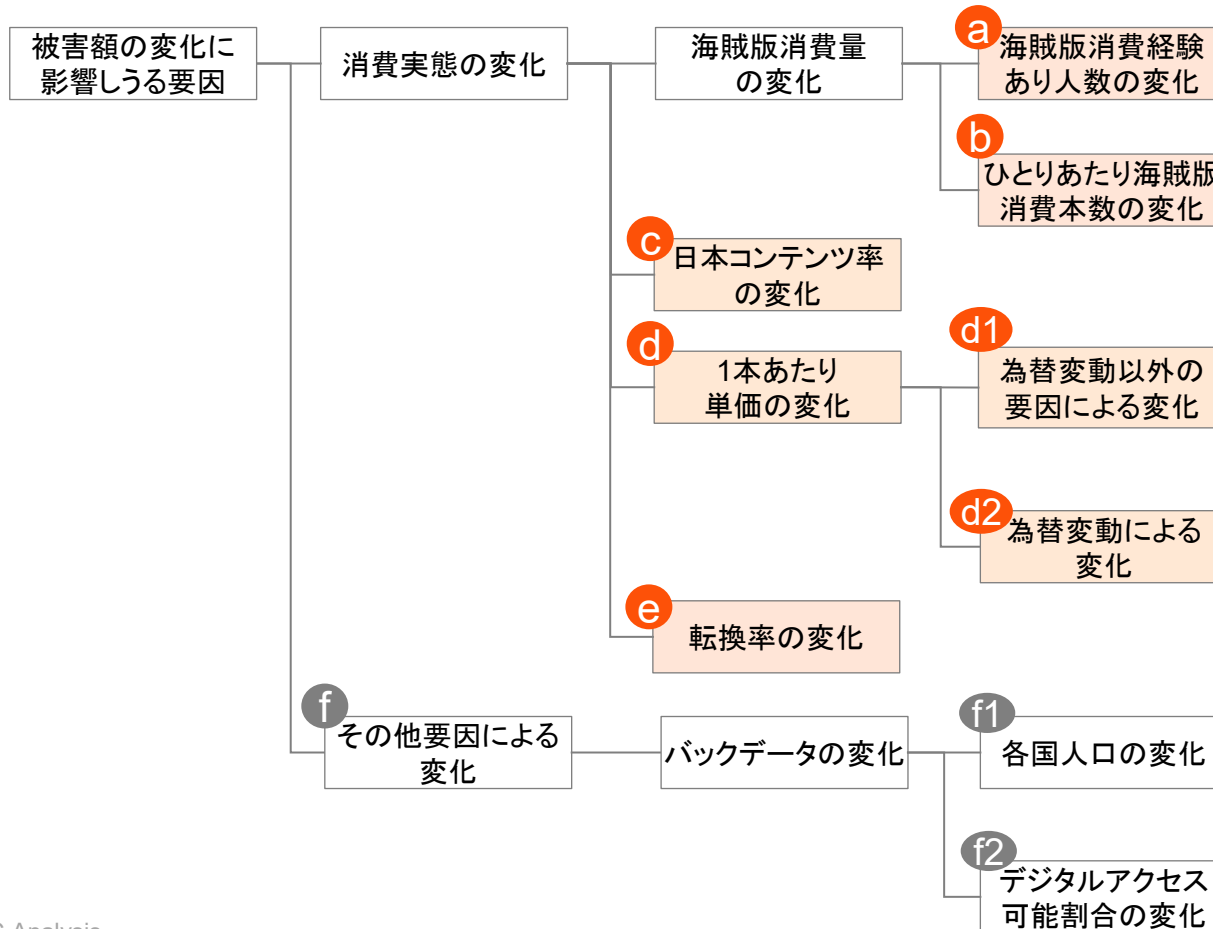 被害額の変化に
影響しうる要因
消費実態の変化
海賊版消費量
の変化
a
海賊版消費経験
あり人数の変化
b
ひとりあたり海賊版
消費本数の変化
c
日本コンテンツ率
の変化
d
1本あたり
単価の変化
d1
為替変動以外の
要因による変化
d2
為替変動による
変化
e
転換率の変化
f
その他要因による
変化
バックデータの変化
f1
各国人口の変化
f2
デジタルアクセス
可能割合の変化
Analysis